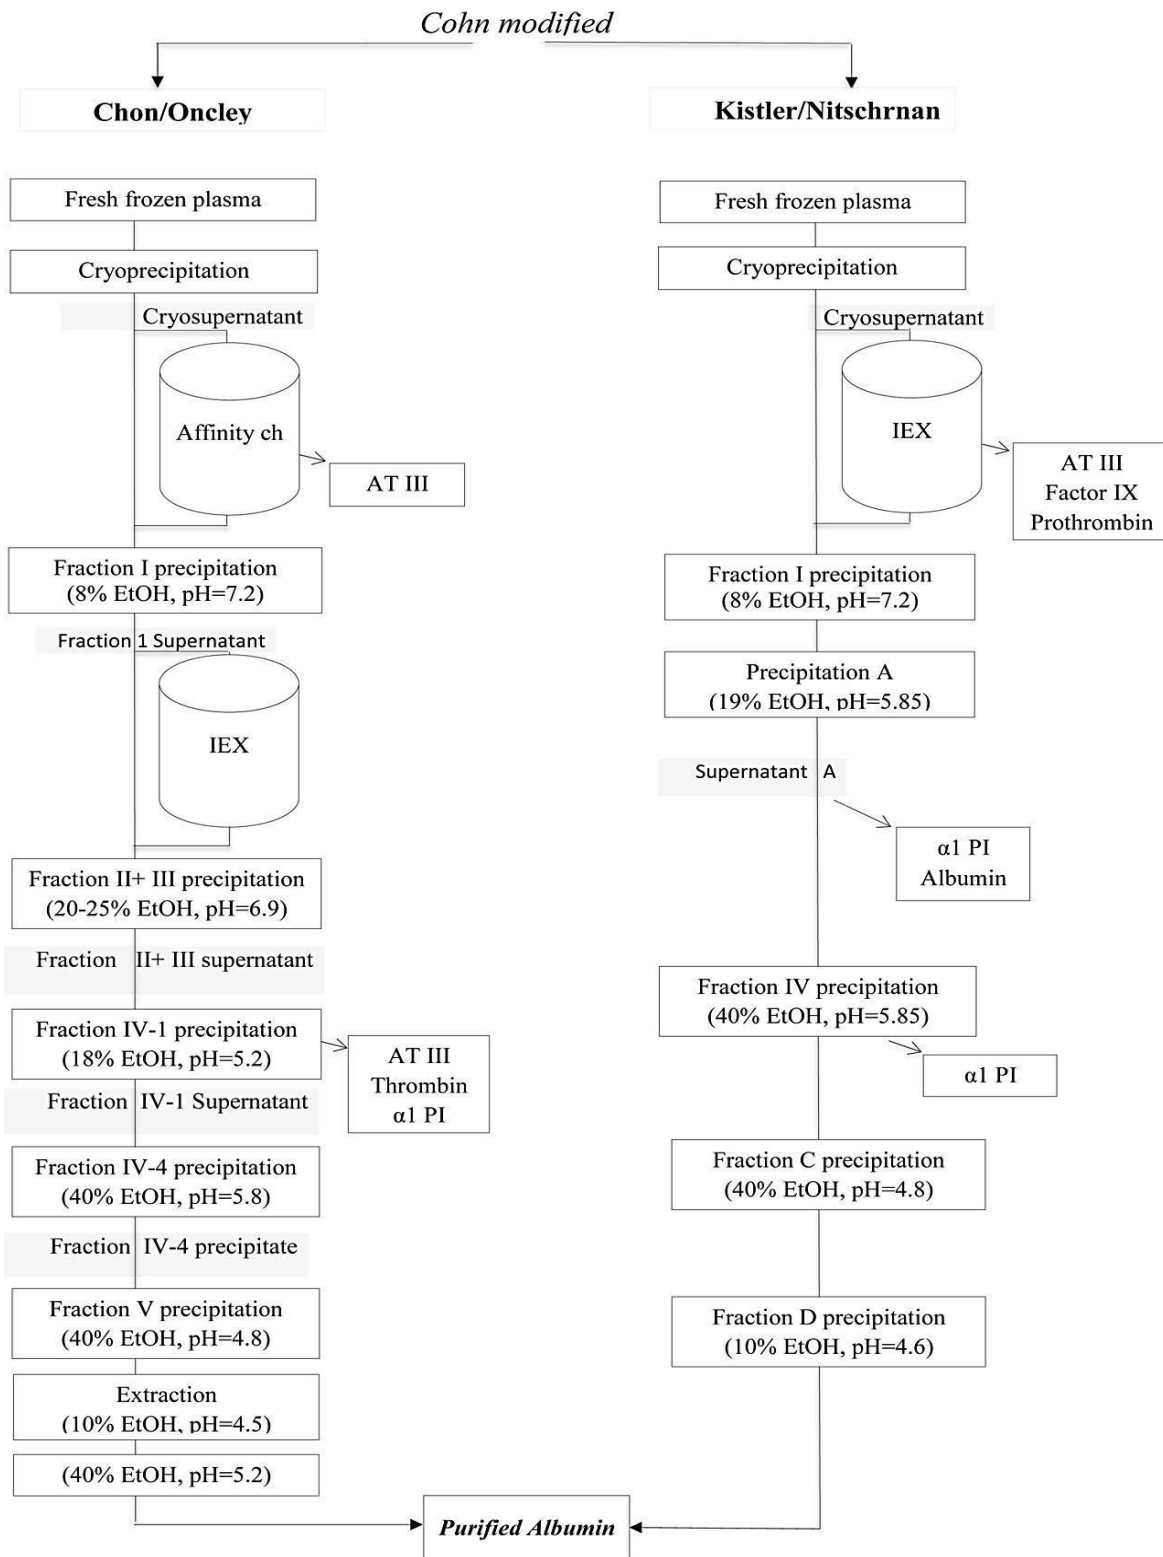 Cohn modified
Chon/Oncley
Fresh frozen plasma
Cryoprecipitation
Cryosupernatant
Affinity ch
AT III
Fraction I precipitation
(8% EtOH, pH=7.2)
Fraction 1 Supernatant
IEX
Fraction II+ III precipitation
(20-25% EtOH, pH=6.9)
Fraction II+ III supernatant
Fraction IV-1 precipitation
(18% EtOH, pH=5.2)
AT III
Thrombin
α1 PI
Fraction IV-1 Supernatant
Fraction IV-4 precipitation
(40% EtOH, pH=5.8)
Fraction IV-4 precipitate
Fraction V precipitation
(40% EtOH, pH=4.8)
Extraction
(10% EtOH, pH=4.5)
(40% EtOH, pH=5.2)
Kistler/Nitschrnan
Fresh frozen plasma
Cryoprecipitation
Cryosupernatant
IEX
AT III
Factor IX
Prothrombin
Fraction I precipitation
(8% EtOH, pH=7.2)
Precipitation A
(19% EtOH, pH=5.85)
Supernatant A
α1 PI
Albumin
Fraction IV precipitation
(40% EtOH, pH=5.85)
α1 PI
Fraction C precipitation
(40% EtOH, pH=4.8)
Fraction D precipitation
(10% EtOH, pH=4.6)
Purified Albumin